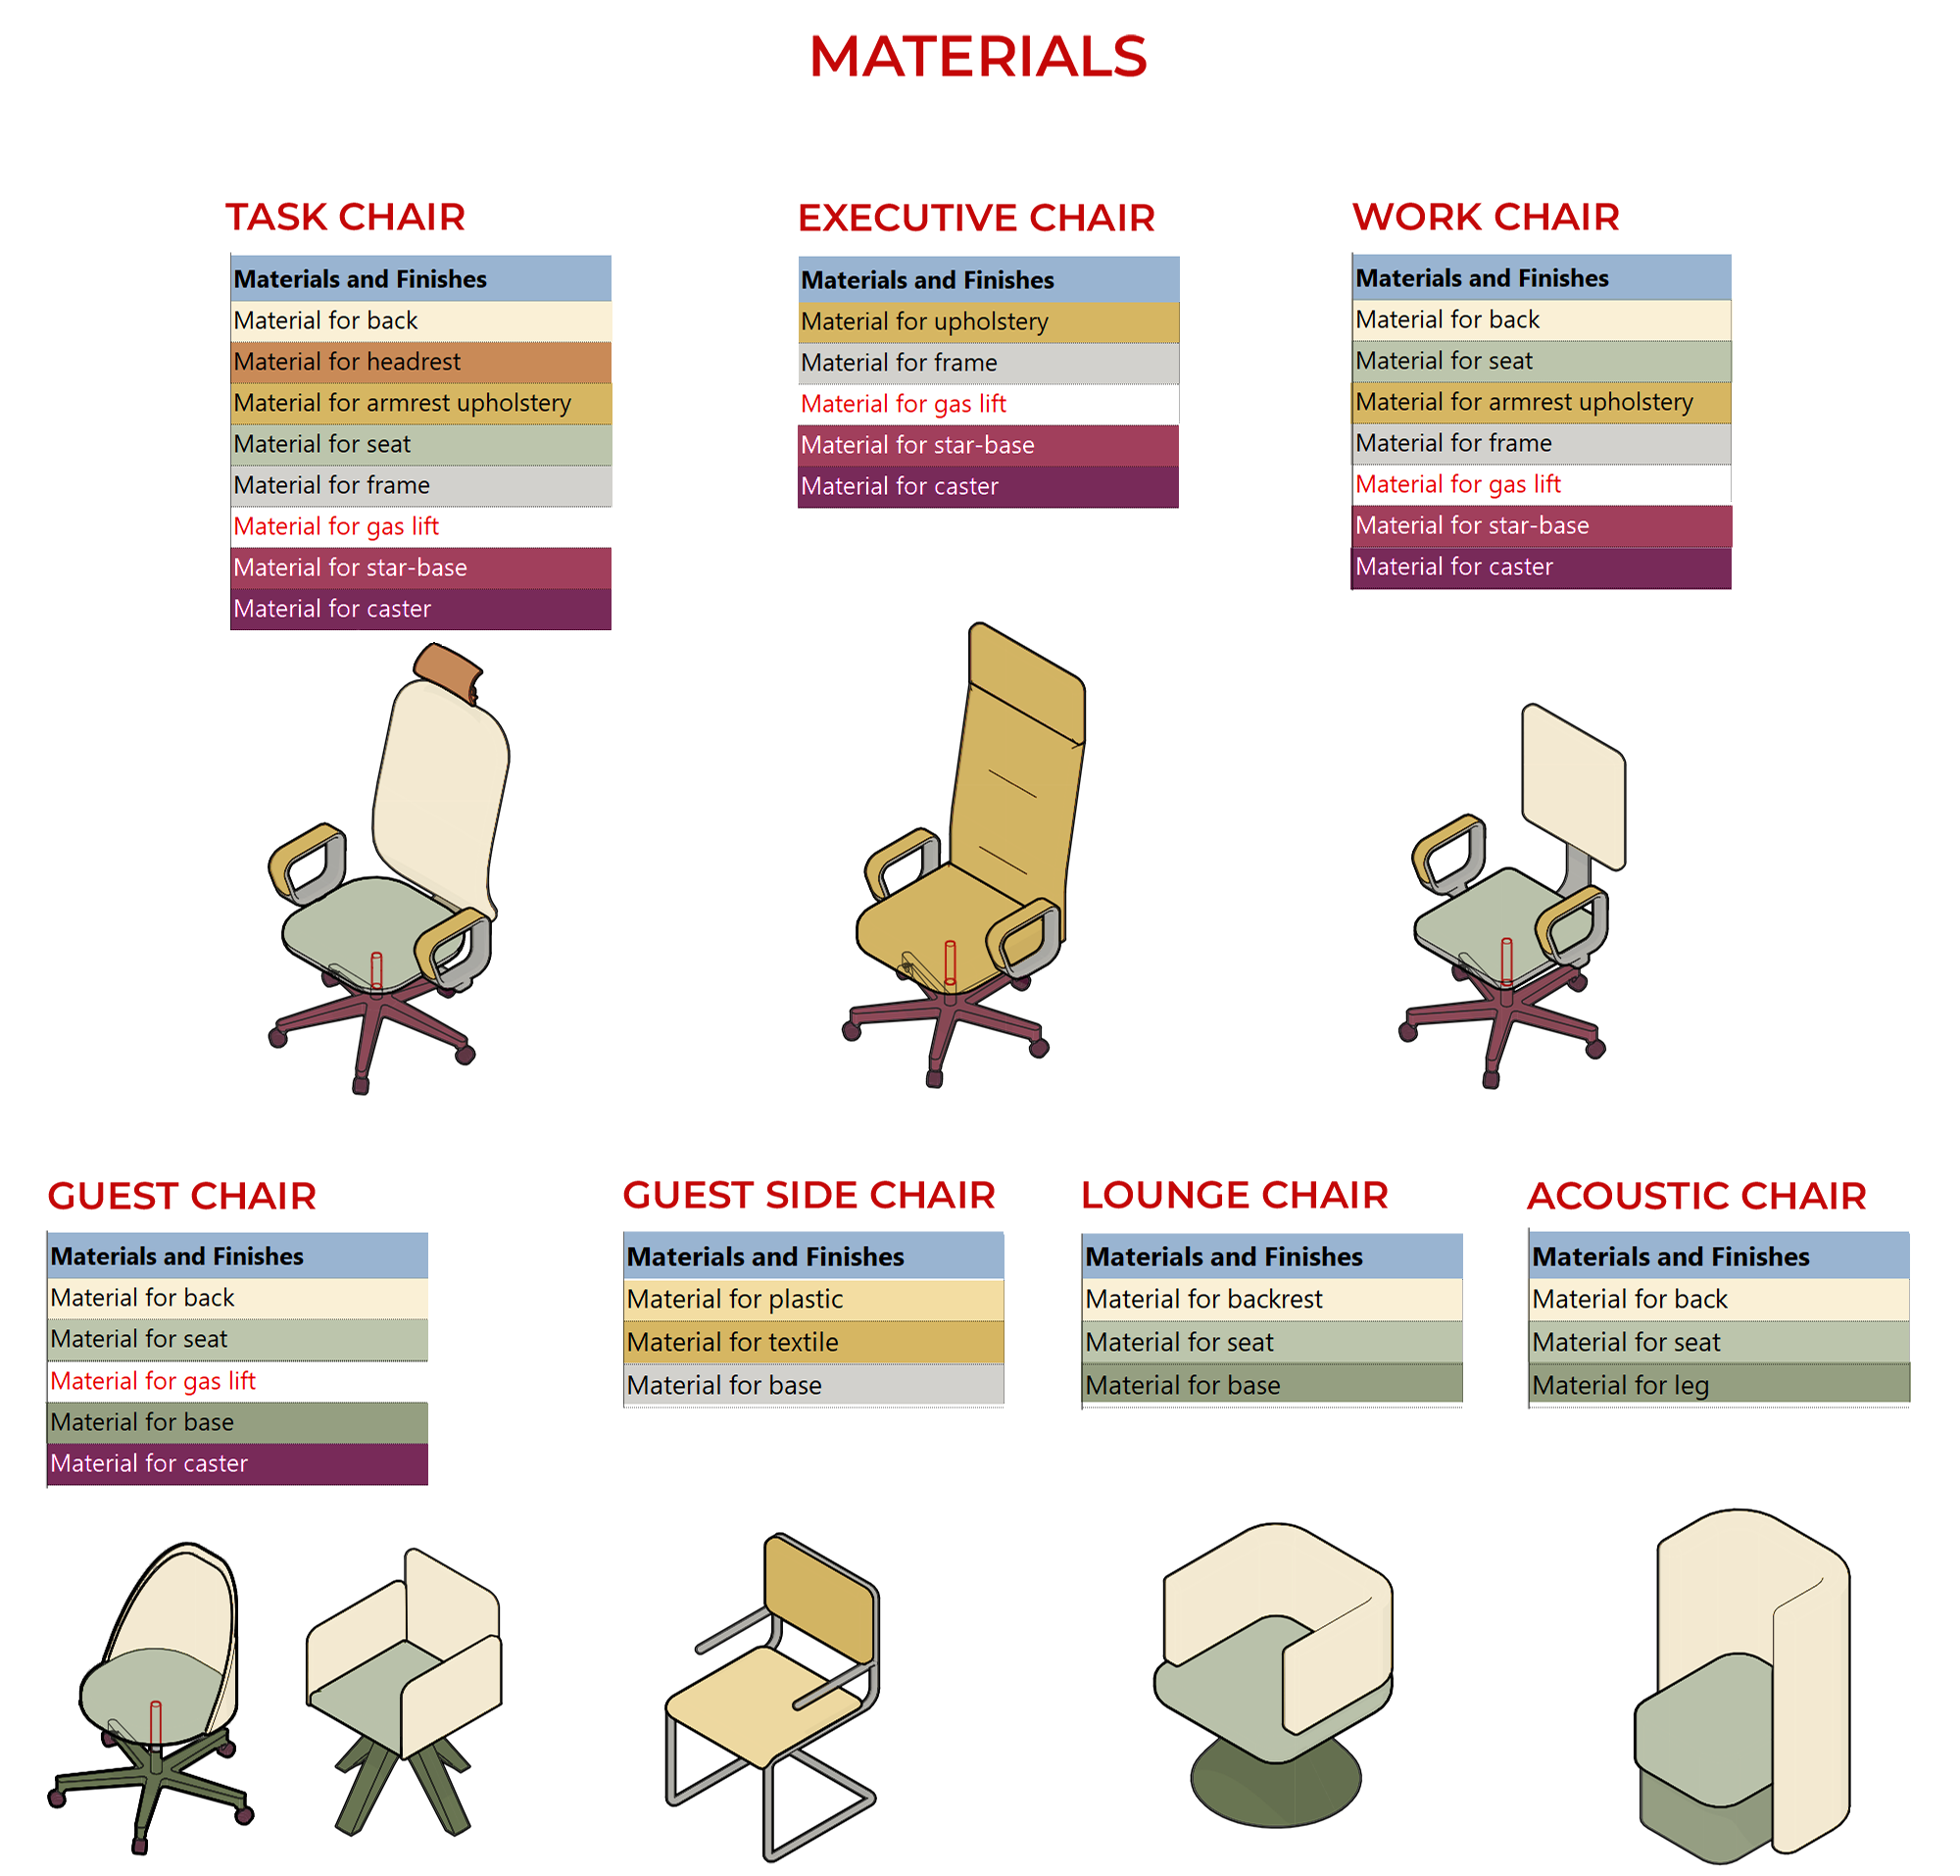 MATERIALS
TASK CHAIR
Materials and Finishes
Material for back
Material for headrest
Material for armrest upholstery
Material for seat
Material for frame
Material for gas lift
Material for star-base
Material for caster
EXECUTIVE CHAIR
Materials and Finishes
Material for upholstery
Material for frame
Material for gas lift
Material for star-base
Material for caster
WORK CHAIR
Materials and Finishes
Material for back
Material for seat
Material for armrest upholstery
Material for frame
Material for gas lift
Material for star-base
Material for caster
GUEST CHAIR
Materials and Finishes
Material for back
Material for seat
Material for gas lift
Material for base
Material for caster
GUEST SIDE CHAIR
Materials and Finishes
Material for plastic
Material for textile
Material for base
LOUNGE CHAIR
Materials and Finishes
Material for backrest
Material for seat
Material for base
ACOUSTIC CHAIR
Materials and Finishes
Material for back
Material for seat
Material for leg